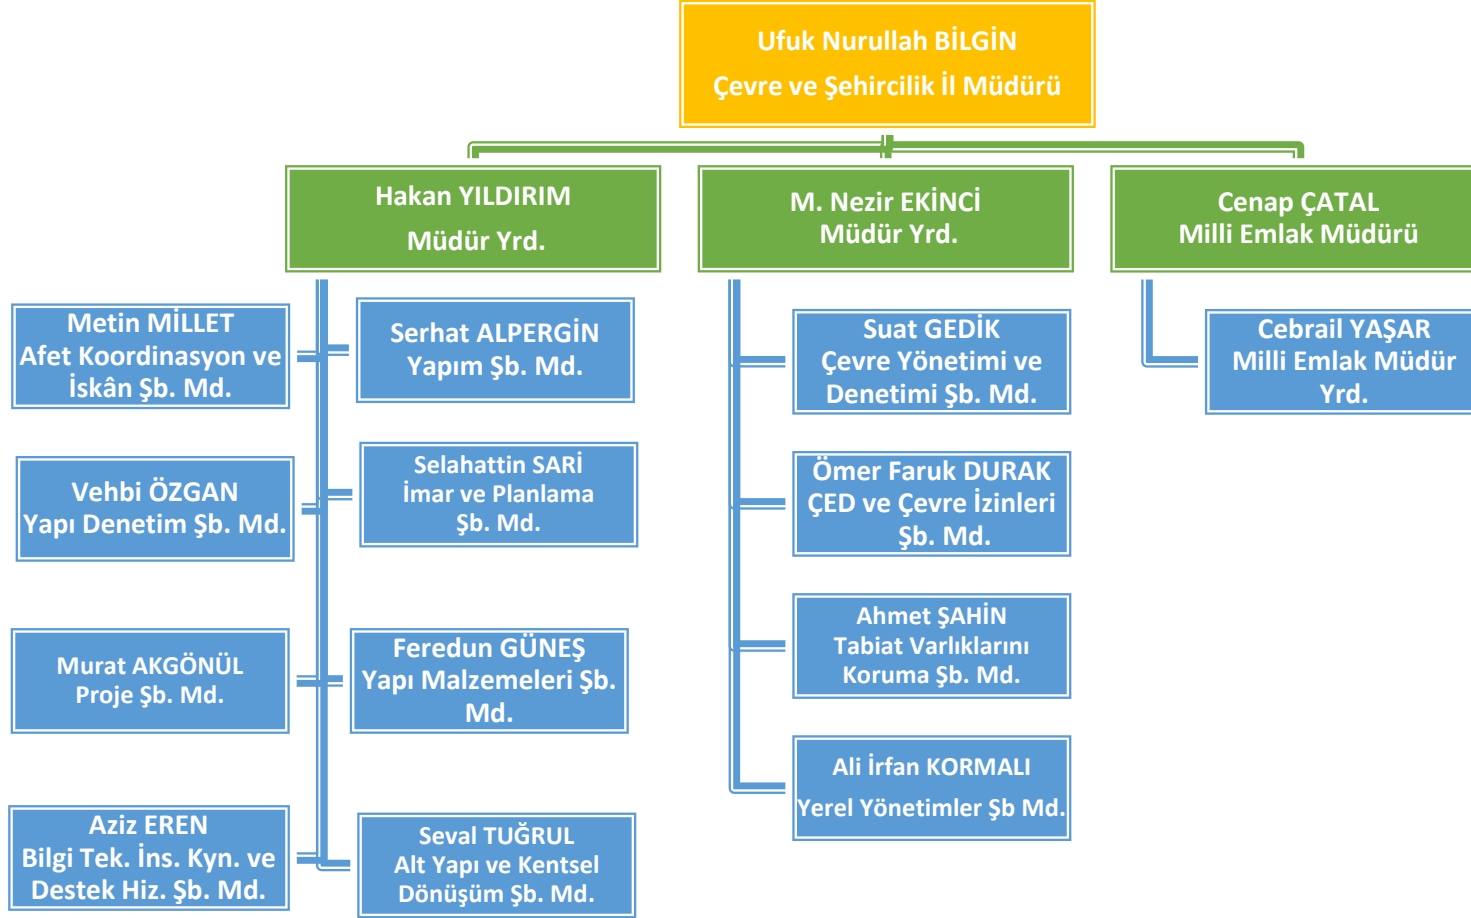 Ufuk Nurullah BİLGİN
Çevre ve Şehircilik İl Müdürü
Hakan YILDIRIM
Müdür Yrd.
M. Nezir EKİNCİ
Müdür Yrd.
Cenap ÇATAL
Milli Emlak Müdürü
Metin MİLLET
Afet Koordinasyon ve
İskân Şb. Md.
Serhat ALPERGİN
Yapım Şb. Md.
Suat GEDİK
Çevre Yönetimi ve
Denetimi Şb. Md.
Cebrail YAŞAR
Milli Emlak Müdür
Yrd.
Vehbi ÖZGAN
Yapı Denetim Şb. Md.
Selahattin SARİ
İmar ve Planlama
Şb. Md.
Ömer Faruk DURAK
ÇED ve Çevre İzinleri
Şb. Md.
Murat AKGÖNÜL
Proje Şb. Md.
Feredun GÜNEŞ
Yapı Malzemeleri Şb.
Md.
Ahmet ŞAHİN
Tabiat Varlıklarını
Koruma Şb. Md.
Ali İrfan KORMALI
Yerel Yönetimler Şb Md.
Aziz EREN
Bilgi Tek. İns. Kyn. ve
Destek Hiz. Şb. Md.
Seval TUĞRUL
Alt Yapı ve Kentsel
Dönüşüm Şb. Md.